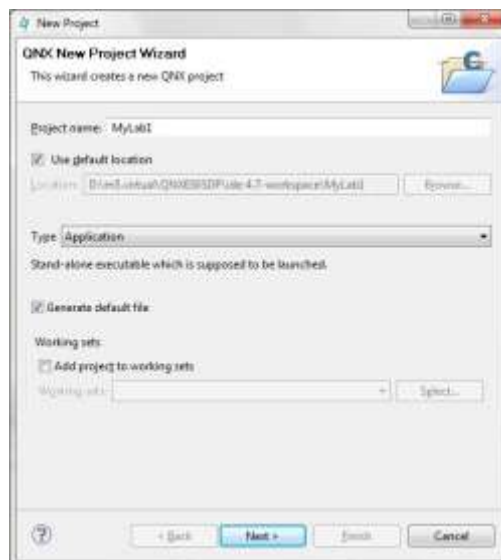 New Project
QNX New Project Wizard
This wizard creates a new QNX project
Project name: MyLab1
Use default location
Location:
Browse...
Type Application
Stand-alone executable which is supposed to be launched.
Generate default file
Working sets
Add project to working sets
Working sets:
Select...
< Back Next > Finish Cancel